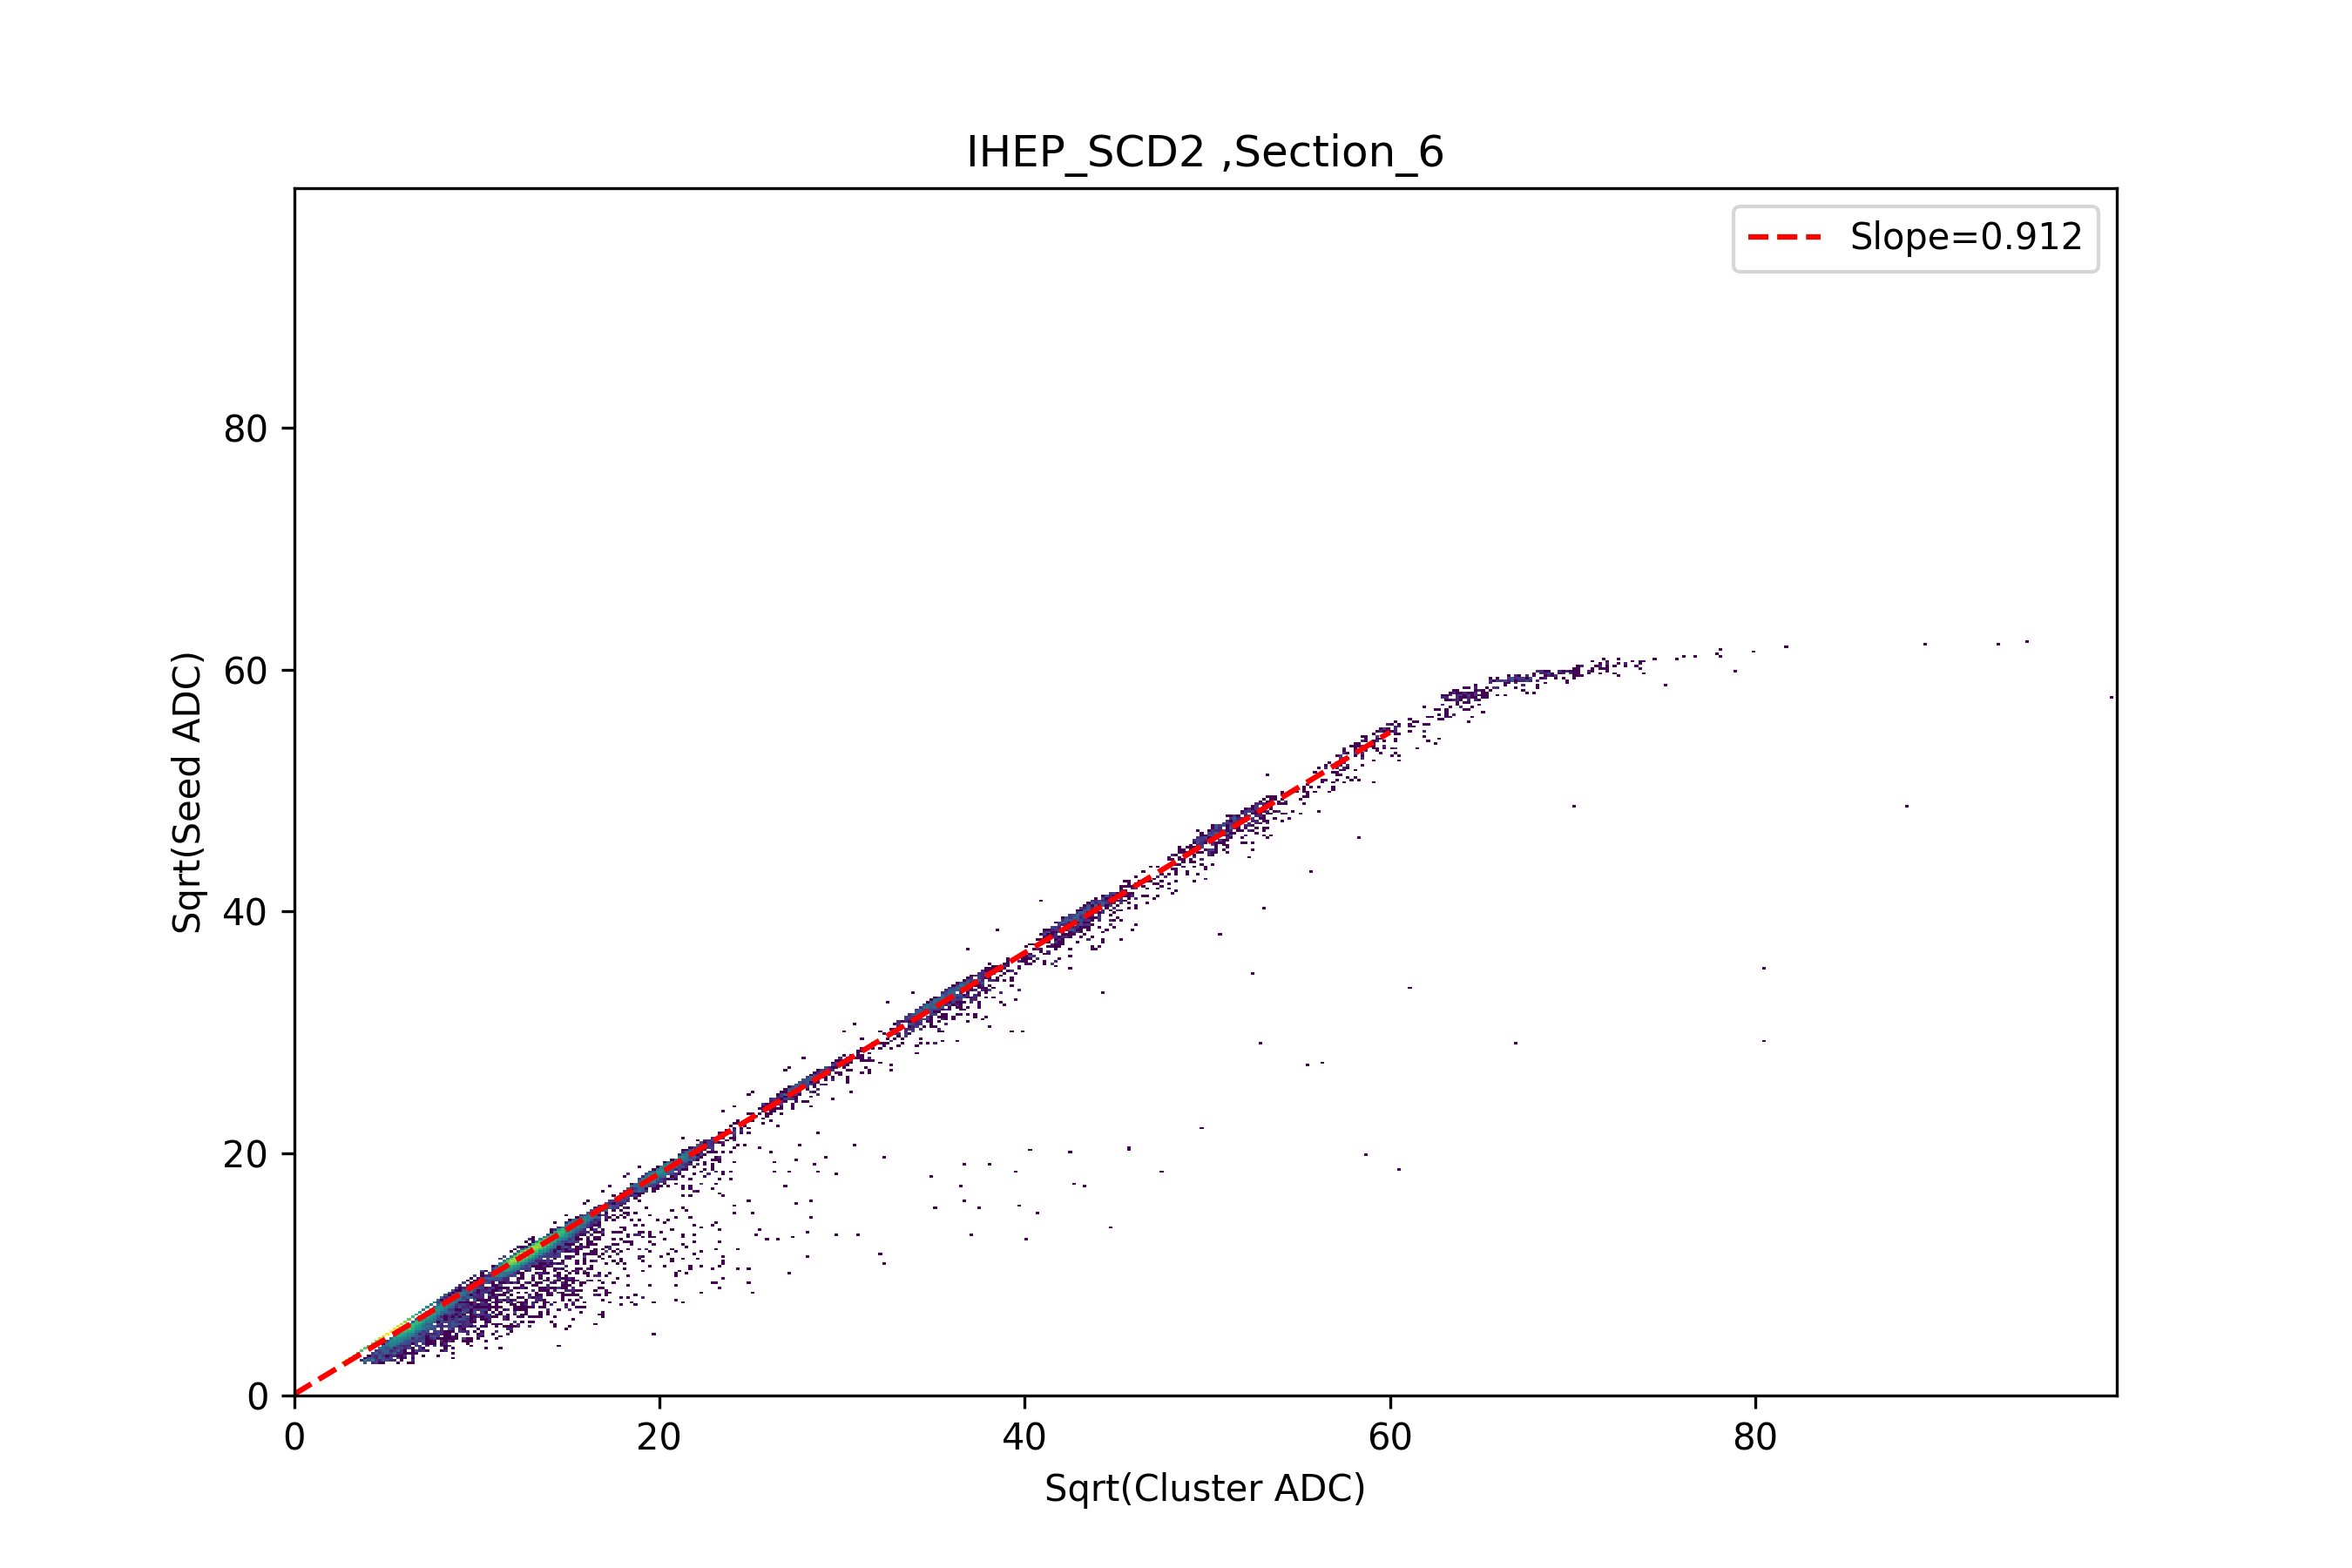 IHEP_SCD2 ,Section_6
Slope=0.912
Sqrt(Seed ADC)
80
60
40
20
0
0 20 40 60 80
Sqrt(Cluster ADC)